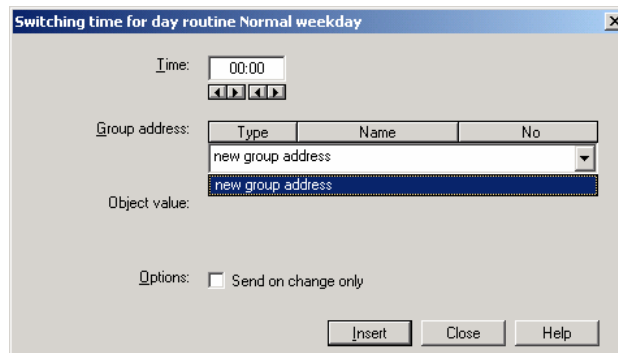 Switching time for day routine Normal weekday
Time: 00:00
Group address: Type Name No
new group address
new group address
Object value:
Options: Send on change only
Insert Close Help